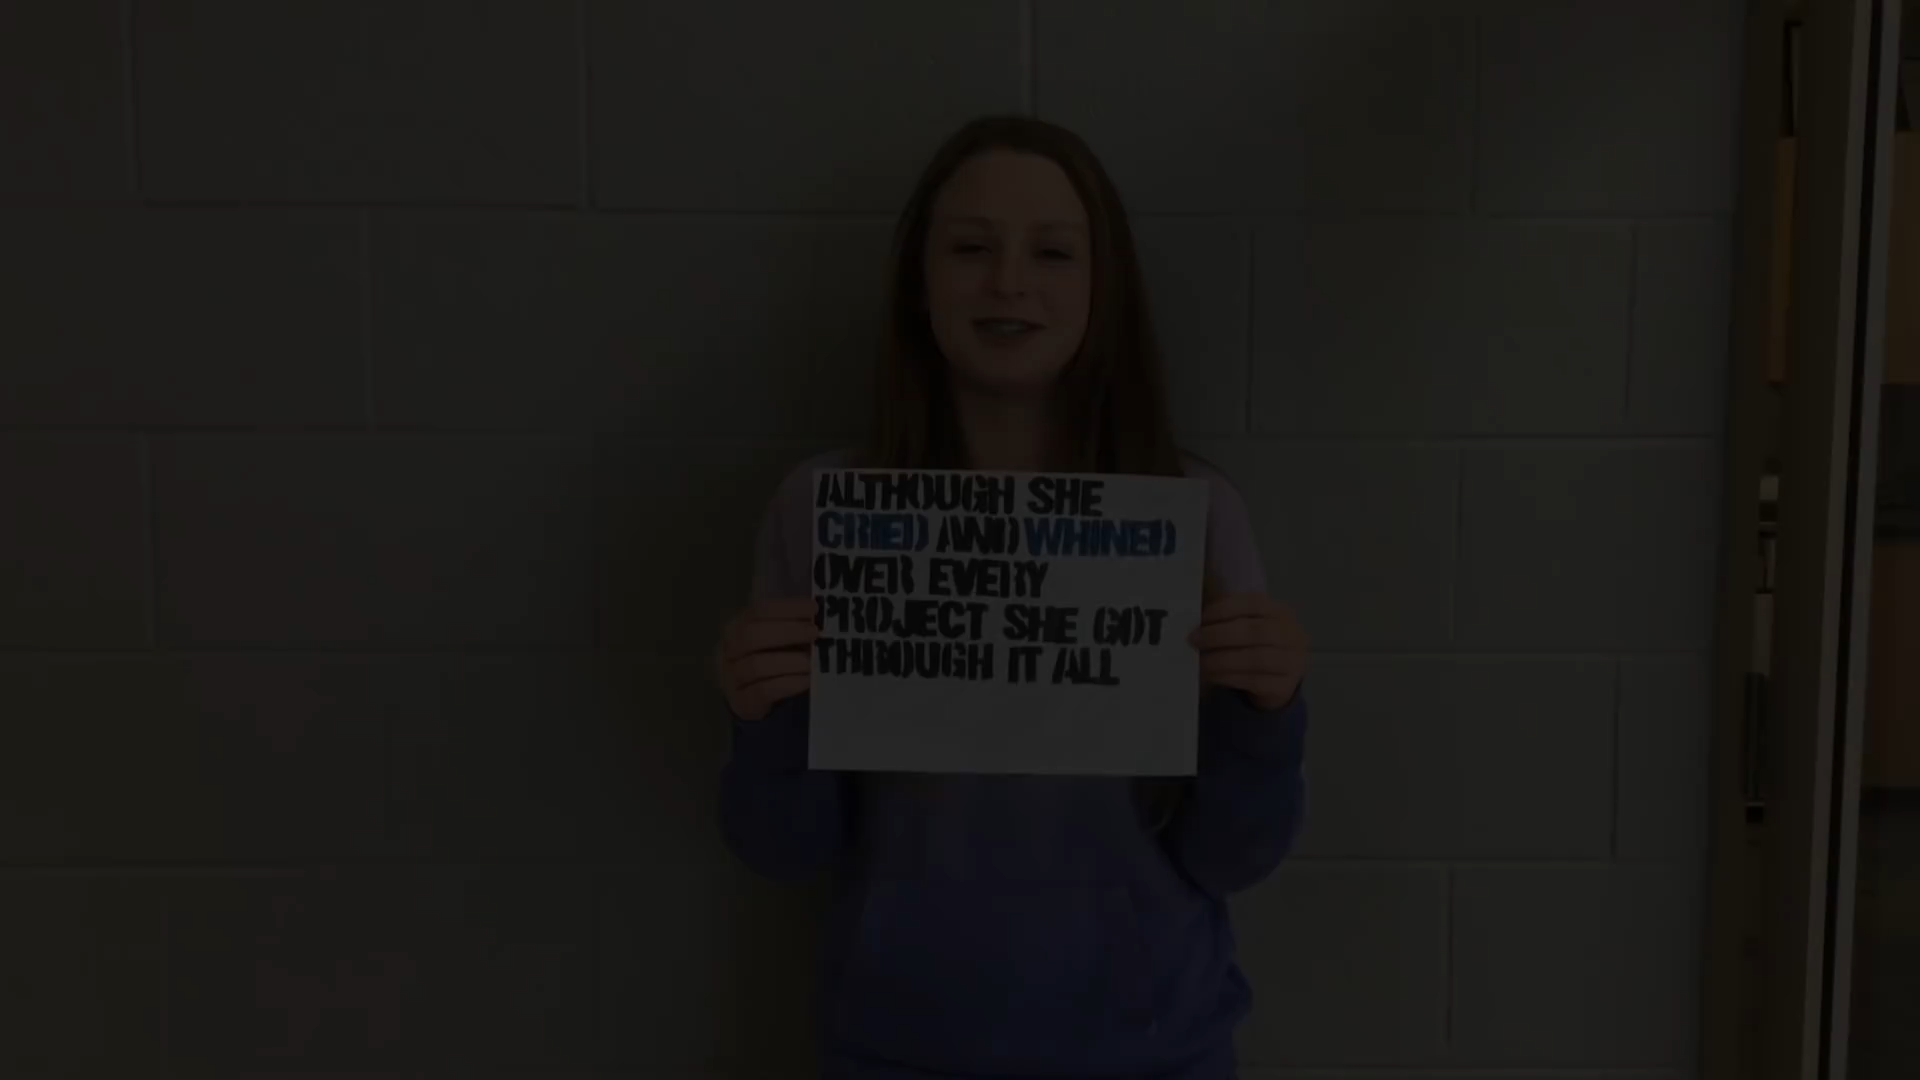 ALTHOUGH SHE
CRIED AND WHINED
OVER EVERY
PROJECT SHE GOT
THROUGH IT ALL